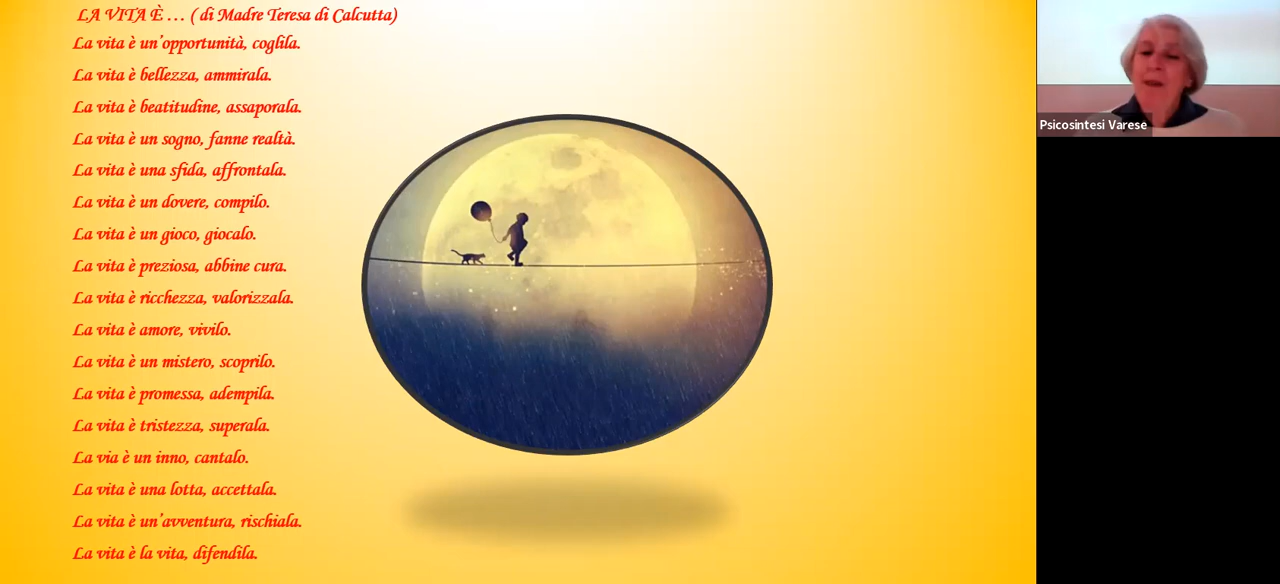 LA VITA È … ( di Madre Teresa di Calcutta)
La vita è un'opportunità, coglila.
La vita è bellezza, ammirala.
La vita è beatitudine, assaporala.
La vita è un sogno, fanne realtà.
La vita è una sfida, affrontala.
La vita è un dovere, compilo.
La vita è un gioco, giocalo.
La vita è preziosa, abbine cura.
La vita è ricchezza, valorizzala.
La vita è amore, vivilo.
La vita è un mistero, scoprilo.
La vita è promessa, adempila.
La vita è tristezza, superala.
La via è un inno, cantalo.
La vita è una lotta, accettala.
La vita è un'avventura, rischiala.
La vita è la vita, difendila.
Psicosintesi Varese